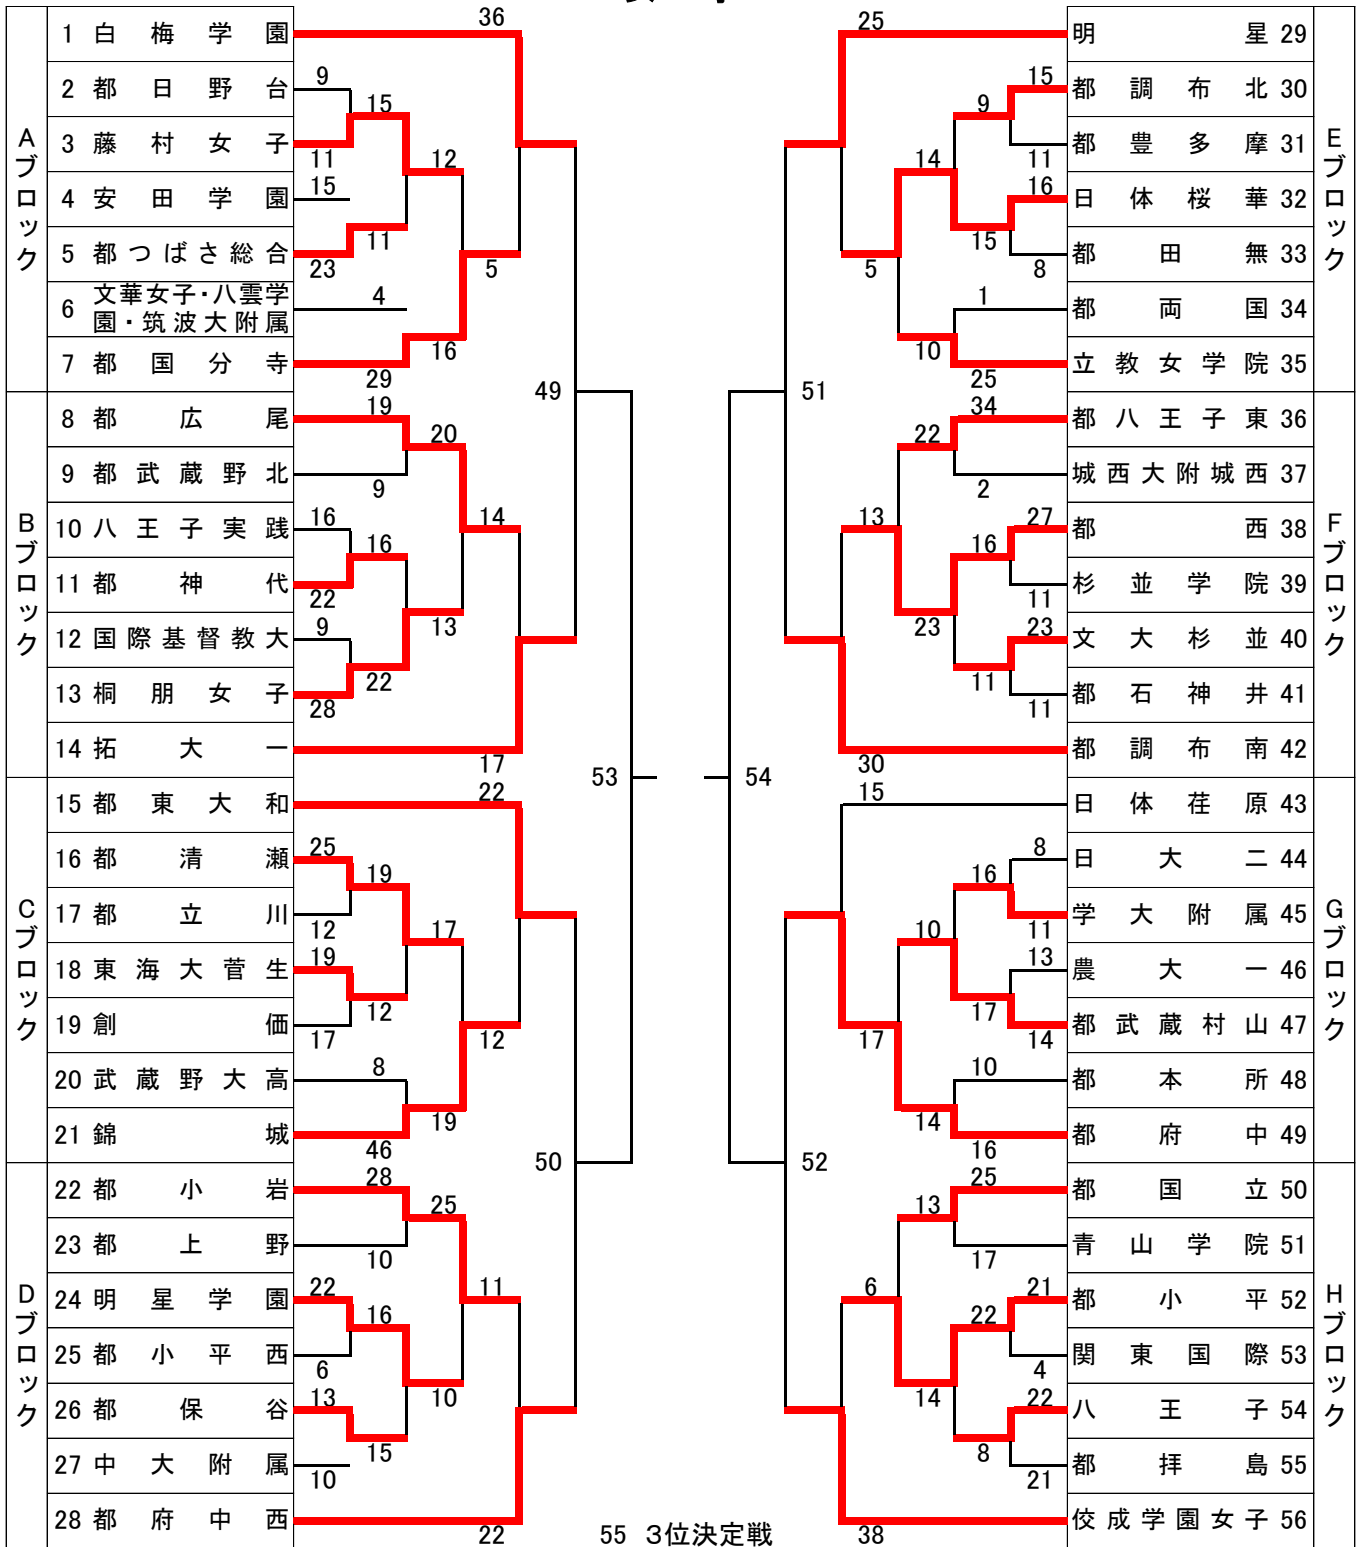 36
25
Aブロック
1 白梅学園
2 都日野台
3 藤村女子
4 安田学園
5 都つばさ総合
6 文華女子・八雲学
園・筑波大附属
7 都国分寺
9
15
11
15
12
11
23
5
4
16
29
Bブロック
8 都広尾
9 都武蔵野北
10 八王子実践
11 都神代
12 国際基督教大
13 桐朋女子
14 拓大一
19
20
9
14
16
16
22
13
9
22
28
17
49
Cブロック
15 都東大和
16 都清瀬
17 都立川
18 東海大菅生
19 創価
20 武蔵野大高
21 錦城
22
25
19
12
17
19
12
17
12
8
19
46
Dブロック
22 都小岩
23 都上野
24 明星学園
25 都小平西
26 都保谷
27 中大附属
28 都府中西
28
25
10
11
22
16
6
10
13
15
10
22
50
53
54
55 3位決定戦
Eブロック
明星 29
都調布北 30
都豊多摩 31
日体桜華 32
都田無 33
都両国 34
立教女学院 35
15
9
11
14
16
15
8
5
1
10
25
51
Fブロック
都八王子東 36
城西大附城西 37
都西 38
杉並学院 39
文大杉並 40
都石神井 41
都調布南 42
34
22
2
13
27
16
11
23
23
11
11
30
Gブロック
日体荏原 43
日大二 44
学大附属 45
農大一 46
都武蔵村山 47
都本所 48
都府中 49
15
8
16
11
10
13
17
14
17
10
14
16
52
Hブロック
都国立 50
青山学院 51
都小平 52
関東国際 53
八王子 54
都拝島 55
佼成学園女子 56
25
13
17
6
21
22
4
14
22
8
21
38